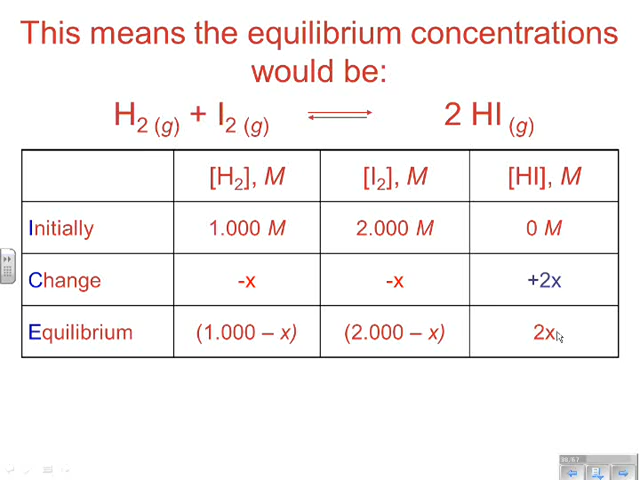 This means the equilibrium concentrations
would be:
H2 (g) + I2 (g) ⇌ 2 HI (g)
[H2], M [I2], M [HI], M
Initially 1.000 M 2.000 M 0 M
Change -x -x +2x
Equilibrium (1.000 – x) (2.000 – x) 2x